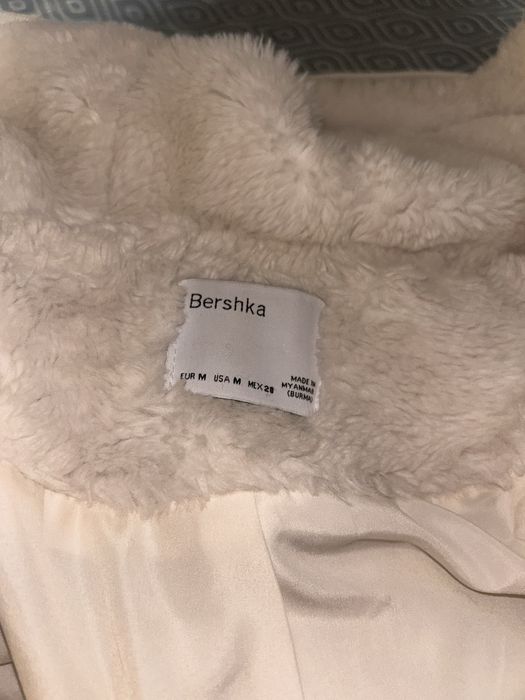 Bershka
EUR M USA M MEX 28
MADE IN
MYANMAR
(BURMA)